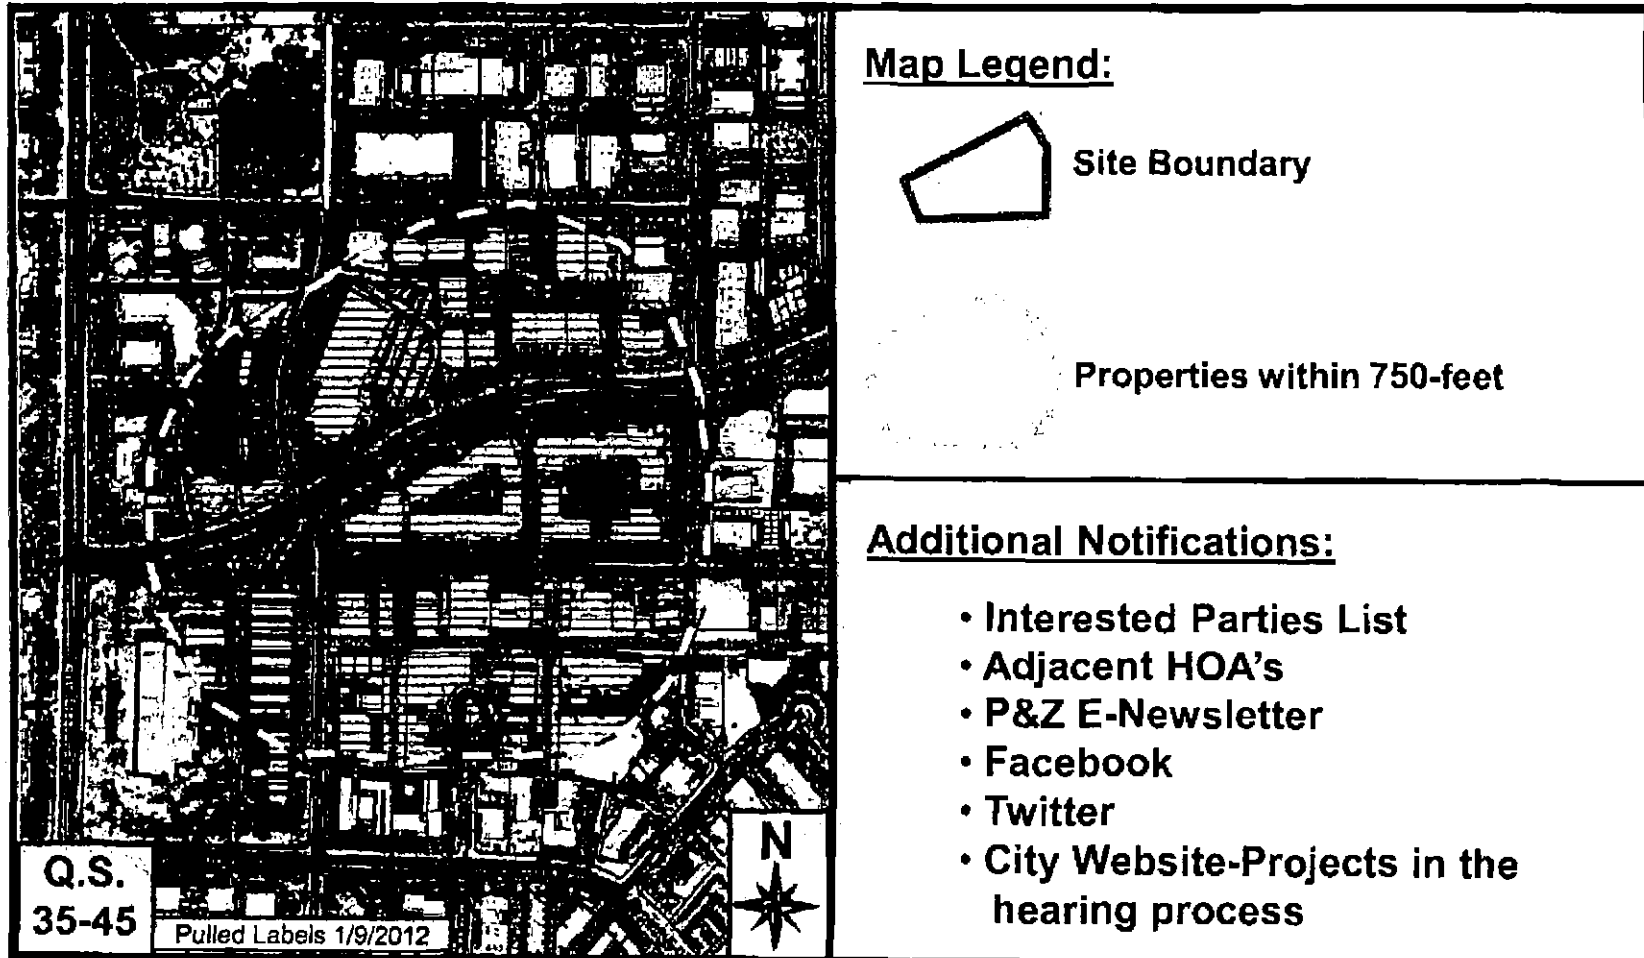 Map Legend:
Site Boundary
Properties within 750-feet
Additional Notifications:
• Interested Parties List
• Adjacent HOA's
• P&Z E-Newsletter
• Facebook
• Twitter
• City Website-Projects in the
hearing process
Q.S.
35-45
Pulled Labels 1/9/2012
N